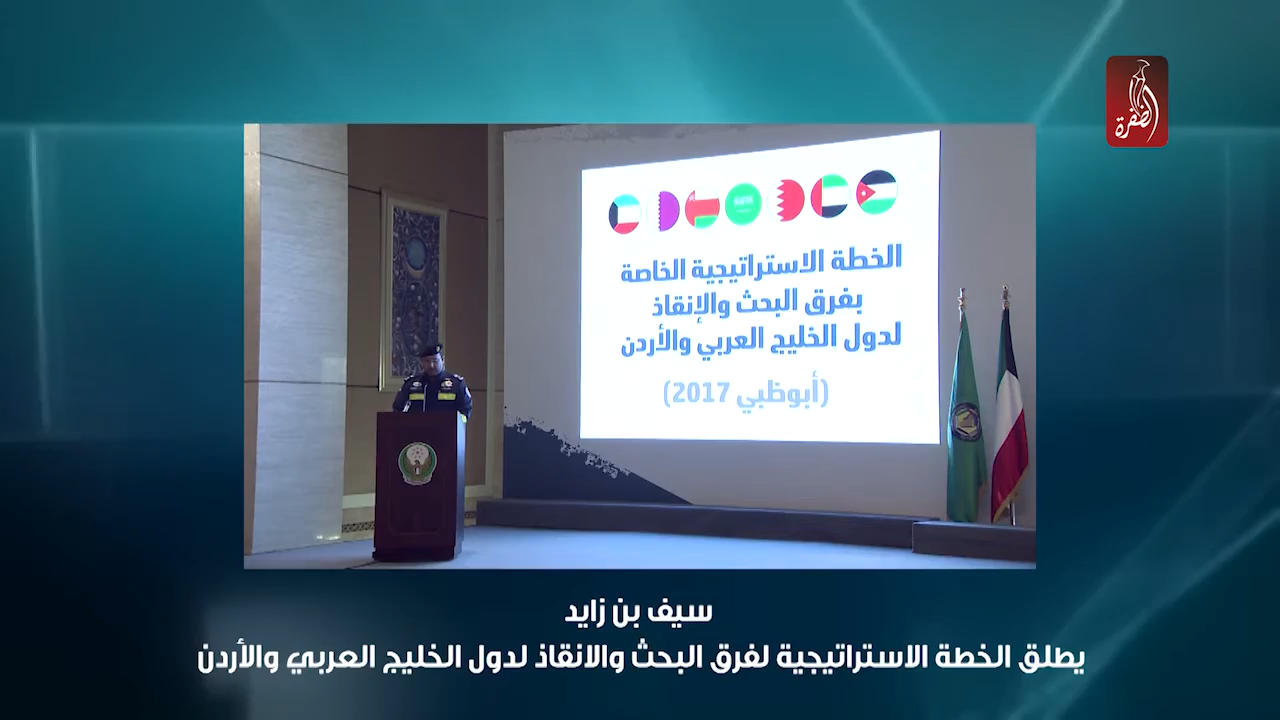 الظفرة
الخطة الاستراتيجية الخاصة
بفرق البحث والإنقاذ
لدول الخليج العربي والأردن
(أبوظبي 2017)
سيف بن زايد
يطلق الخطة الاستراتيجية لفرق البحث والانقاذ لدول الخليج العربي والأردن